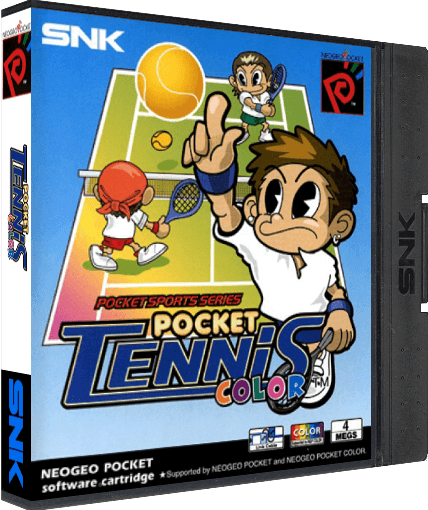 SNK
NEOGEO POCKET
POCKET
TENNIS
COLOR
SNK
SNK
POCKET SPORTS SERIES
POCKET
TENNIS
COLOR
TM
COLOR
4
MEGS
NEOGEO POCKET
software cartridge ★Supported by NEOGEO POCKET and NEOGEO POCKET COLOR.